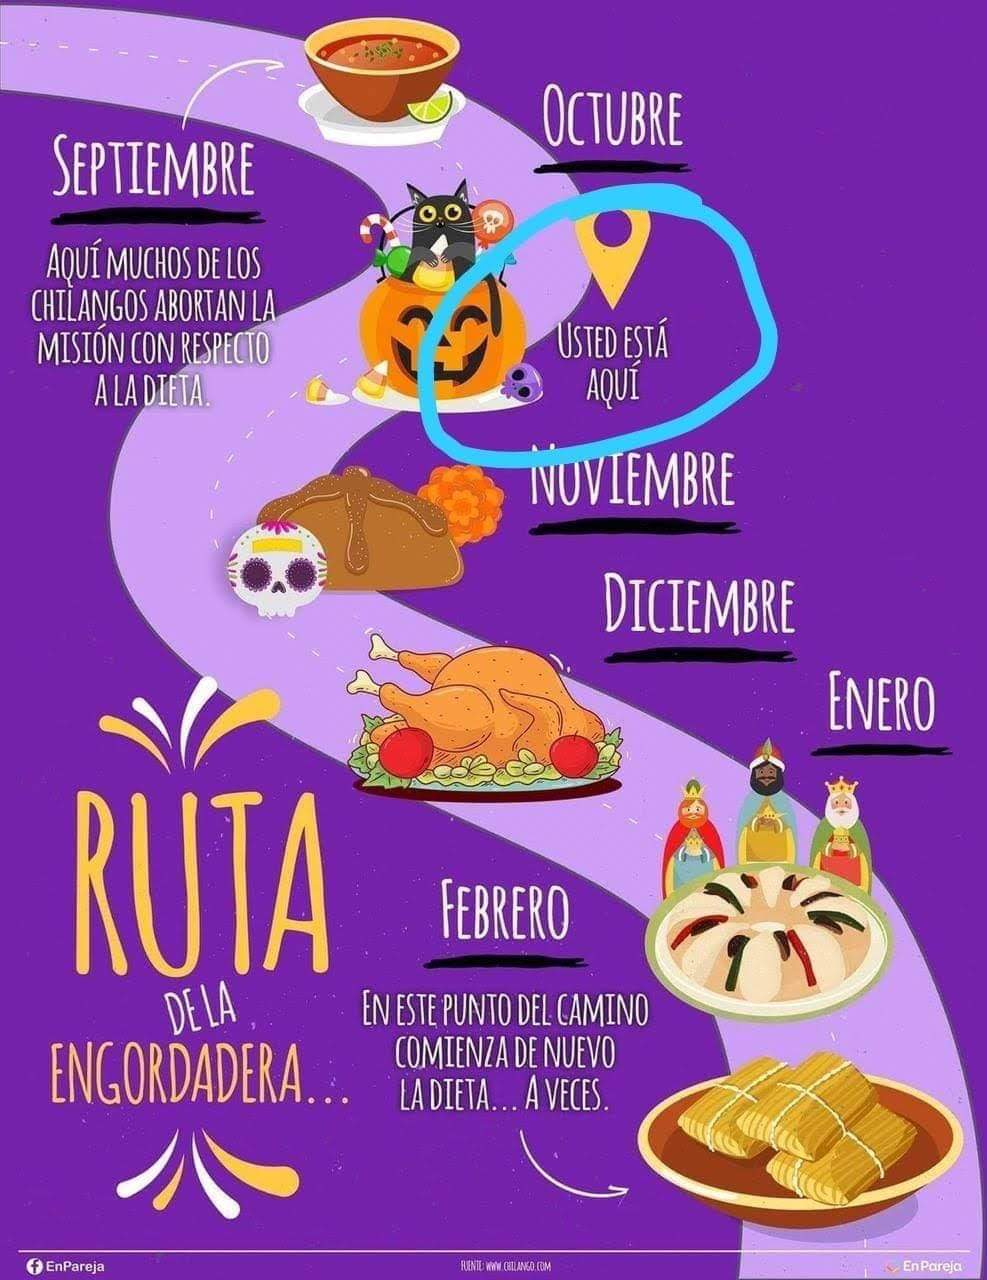 Septiembre
Aquí muchos de los
chilangos abortan la
misión con respecto
a la dieta.
Octubre
Usted está
aquí
Noviembre
Diciembre
Enero
Ruta
de la
engordadera...
Febrero
En este punto del camino
comienza de nuevo
la dieta... A veces.
EnPareja
Fuente: www.chilango.com
EnPareja